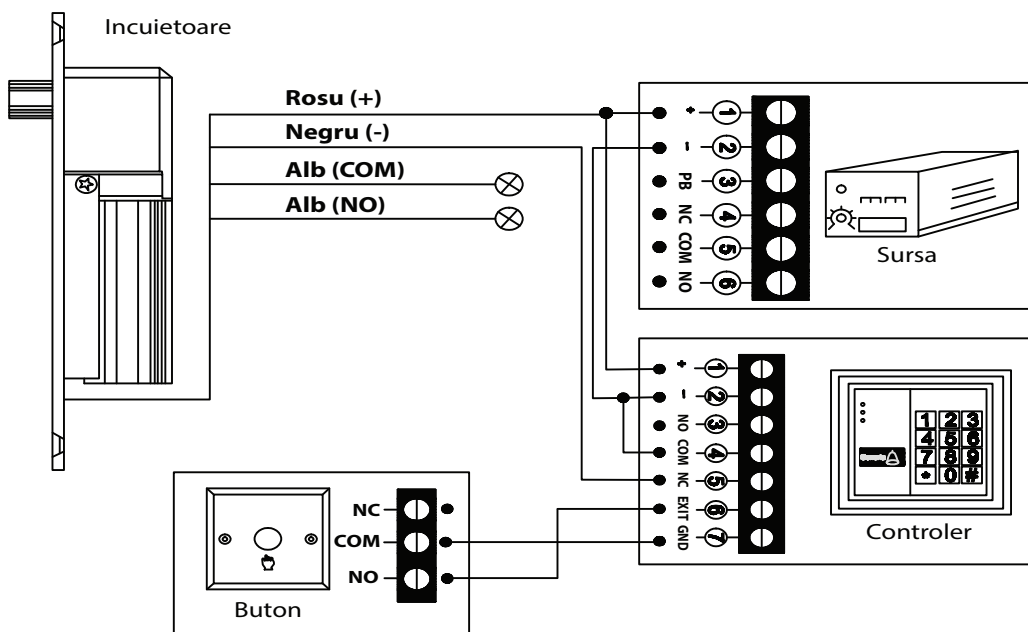 Incuietoare
Rosu (+)
Negru (-)
Alb (COM)
Alb (NO)
+ 1
- 2
PB 3
NC 4
COM 5
NO 6
Sursa
+ 1
- 2
NO 3
COM 4
NC 5
EXIT 6
GND 7
1 2 3
4 5 6
7 8 9
* 0 #
Controler
NC
COM
NO
Buton